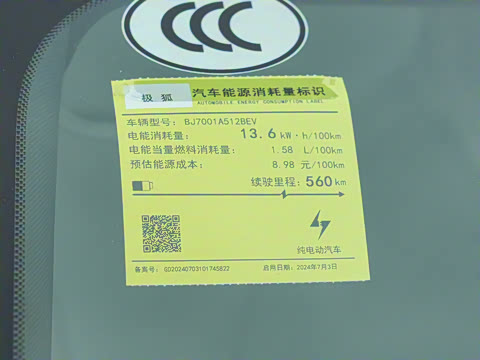 CCC
极狐 汽车能源消耗量标识
AUTOMOBILE ENERGY CONSUMPTION LABEL
车辆型号: BJ7001A512BEV
电能消耗量: 13.6 kW·h/100km
电能当量燃料消耗量: 1.58 L/100km
预估能源成本: 8.98 元/100km
续驶里程: 560 km
纯电动汽车
备案号: GD20240703101745822 启用日期: 2024年7月3日